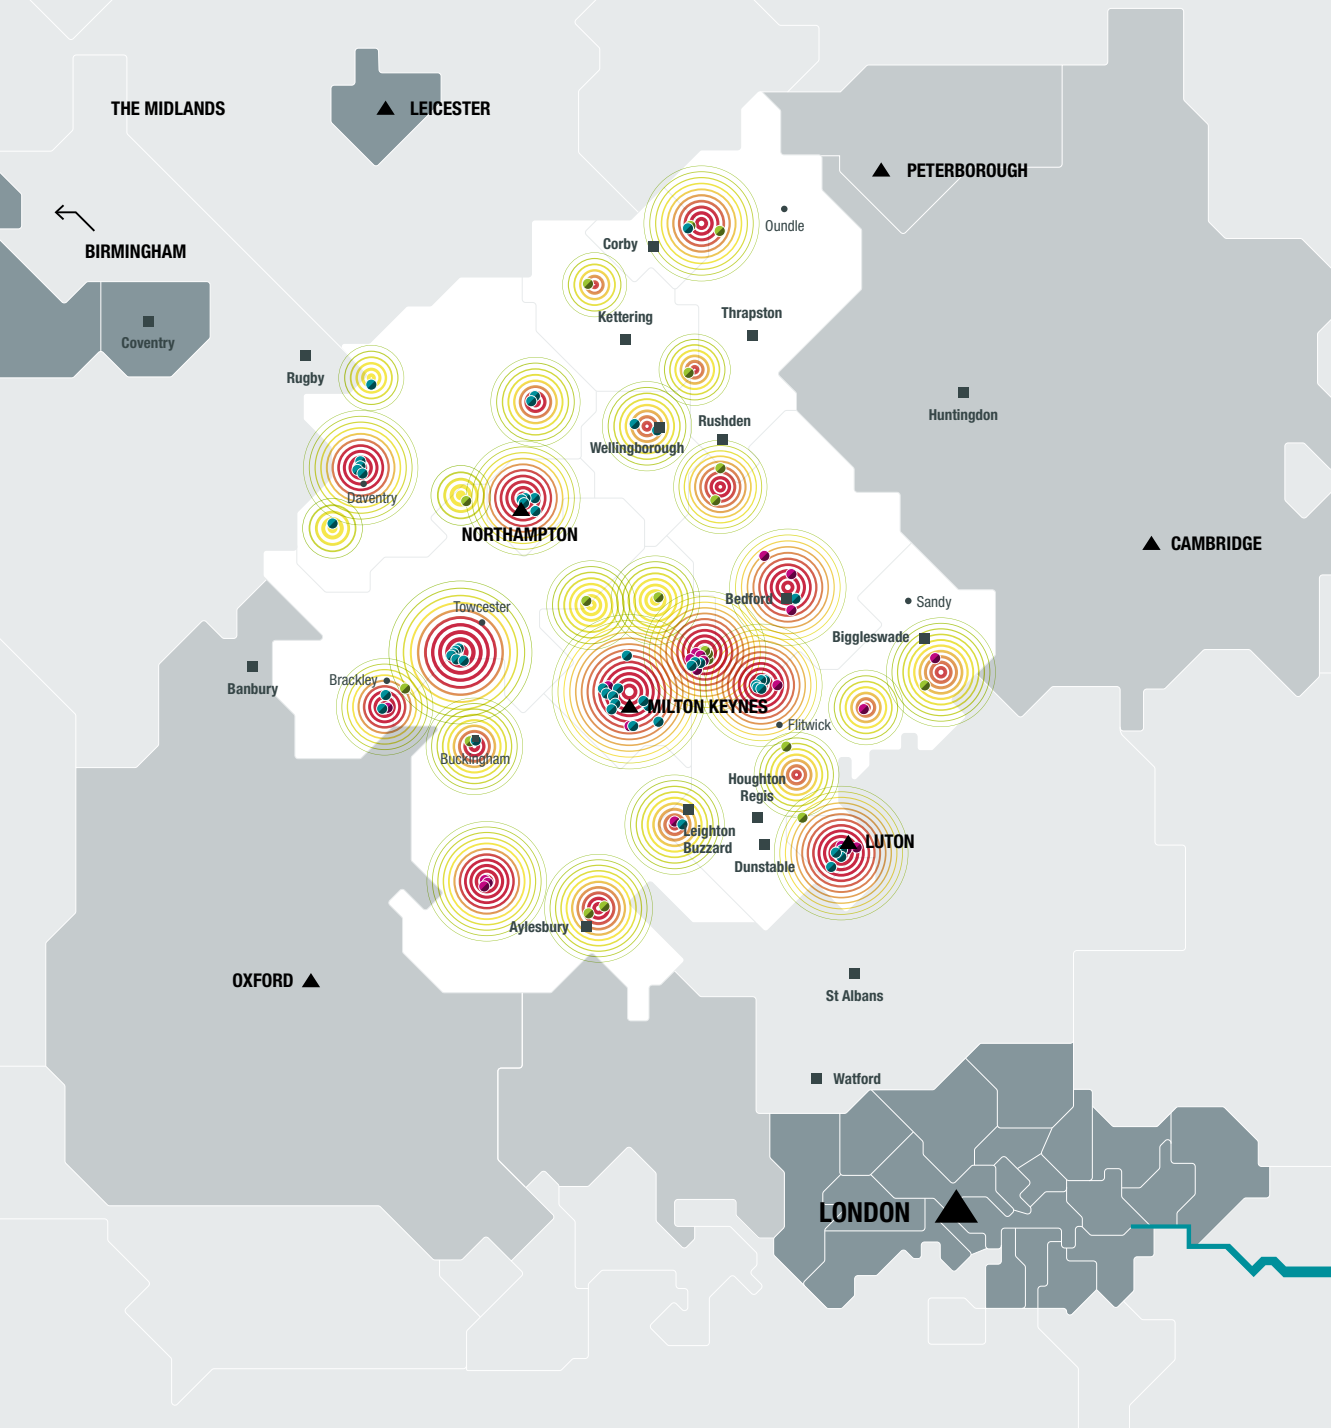 THE MIDLANDS
LEICESTER
PETERBOROUGH
BIRMINGHAM
Oundle
Corby
Coventry
Kettering
Thrapston
Rugby
Huntingdon
Rushden
Wellingborough
Daventry
NORTHAMPTON
CAMBRIDGE
Towcester
Bedford
Sandy
Biggleswade
Banbury
Brackley
MILTON KEYNES
Flitwick
Buckingham
Houghton
Regis
Leighton
Buzzard
LUTON
Dunstable
Aylesbury
OXFORD
St Albans
Watford
LONDON